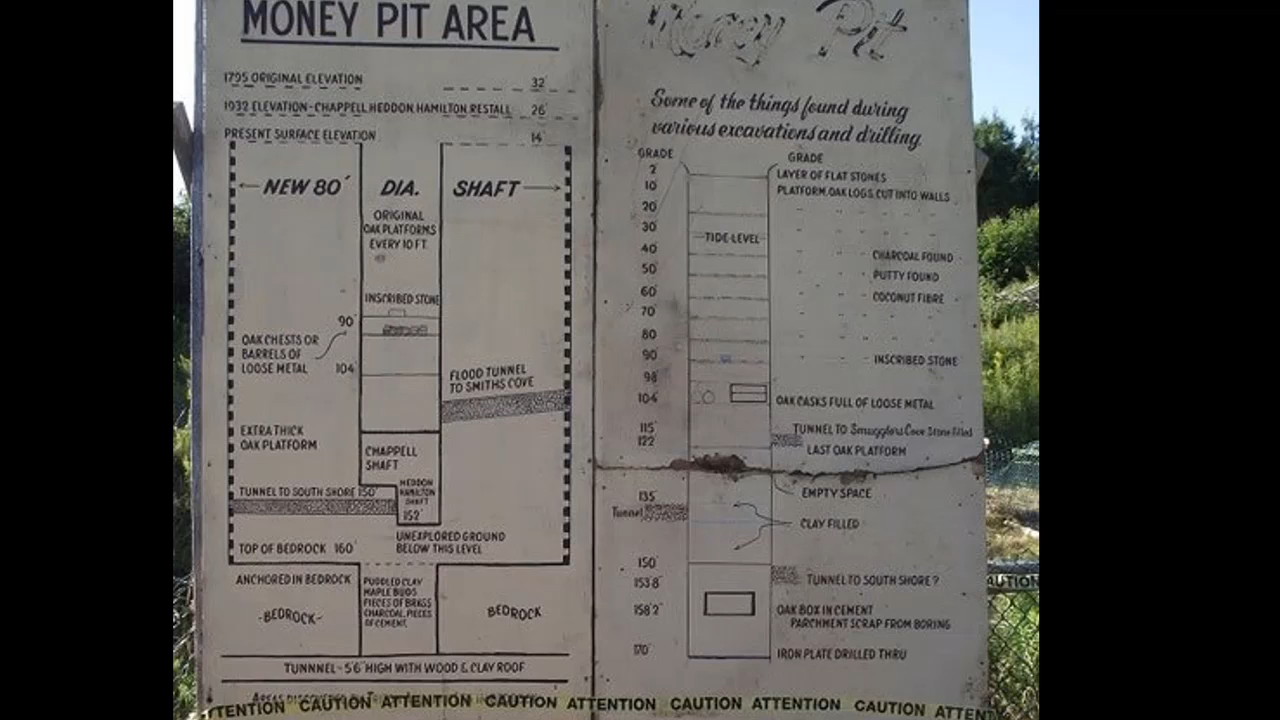 MONEY PIT AREA
1795 ORIGINAL ELEVATION 32'
1932 ELEVATION - CHAPPELL HEDDON HAMILTON RESTALL 26'
PRESENT SURFACE ELEVATION 14'
← NEW 80' DIA. SHAFT →
ORIGINAL
OAK PLATFORMS
EVERY 10 FT.
INSCRIBED STONE
90'
OAK CHESTS OR
BARRELS OF
LOOSE METAL 104
FLOOD TUNNEL
TO SMITHS COVE
EXTRA THICK
OAK PLATFORM
CHAPPELL
SHAFT
HEDDON
HAMILTON
SHAFT
152'
TUNNEL TO SOUTH SHORE 150'
UNEXPLORED GROUND
BELOW THIS LEVEL
TOP OF BEDROCK 160'
ANCHORED IN BEDROCK
PUDDLED CLAY
MAPLE BUDS
PIECES OF BRASS
CHARCOAL, PIECES
OF CEMENT.
-BEDROCK-
BEDROCK
TUNNNEL - 5'6" HIGH WITH WOOD & CLAY ROOF
AREAS DISCOVERED
Money Pit
Some of the things found during
various excavations and drilling
GRADE GRADE
2 LAYER OF FLAT STONES
10 PLATFORM, OAK LOGS, CUT INTO WALLS
20
30 TIDE LEVEL
40 CHARCOAL FOUND
50 PUTTY FOUND
60 COCONUT FIBRE
70
80
90 INSCRIBED STONE
98
104 OAK CASKS FULL OF LOOSE METAL
115 TUNNEL TO Smugglers Cove Stone filled
122 LAST OAK PLATFORM
EMPTY SPACE
135
Tunnel CLAY FILLED
150'
153'8" TUNNEL TO SOUTH SHORE ?
158'2" OAK BOX IN CEMENT
PARCHMENT SCRAP FROM BORING
170' IRON PLATE DRILLED THRU
AUTION
TTENTION CAUTION ATTENTION CAUTION ATTENTION CAUTION ATTENTION CAUTION ATTENT